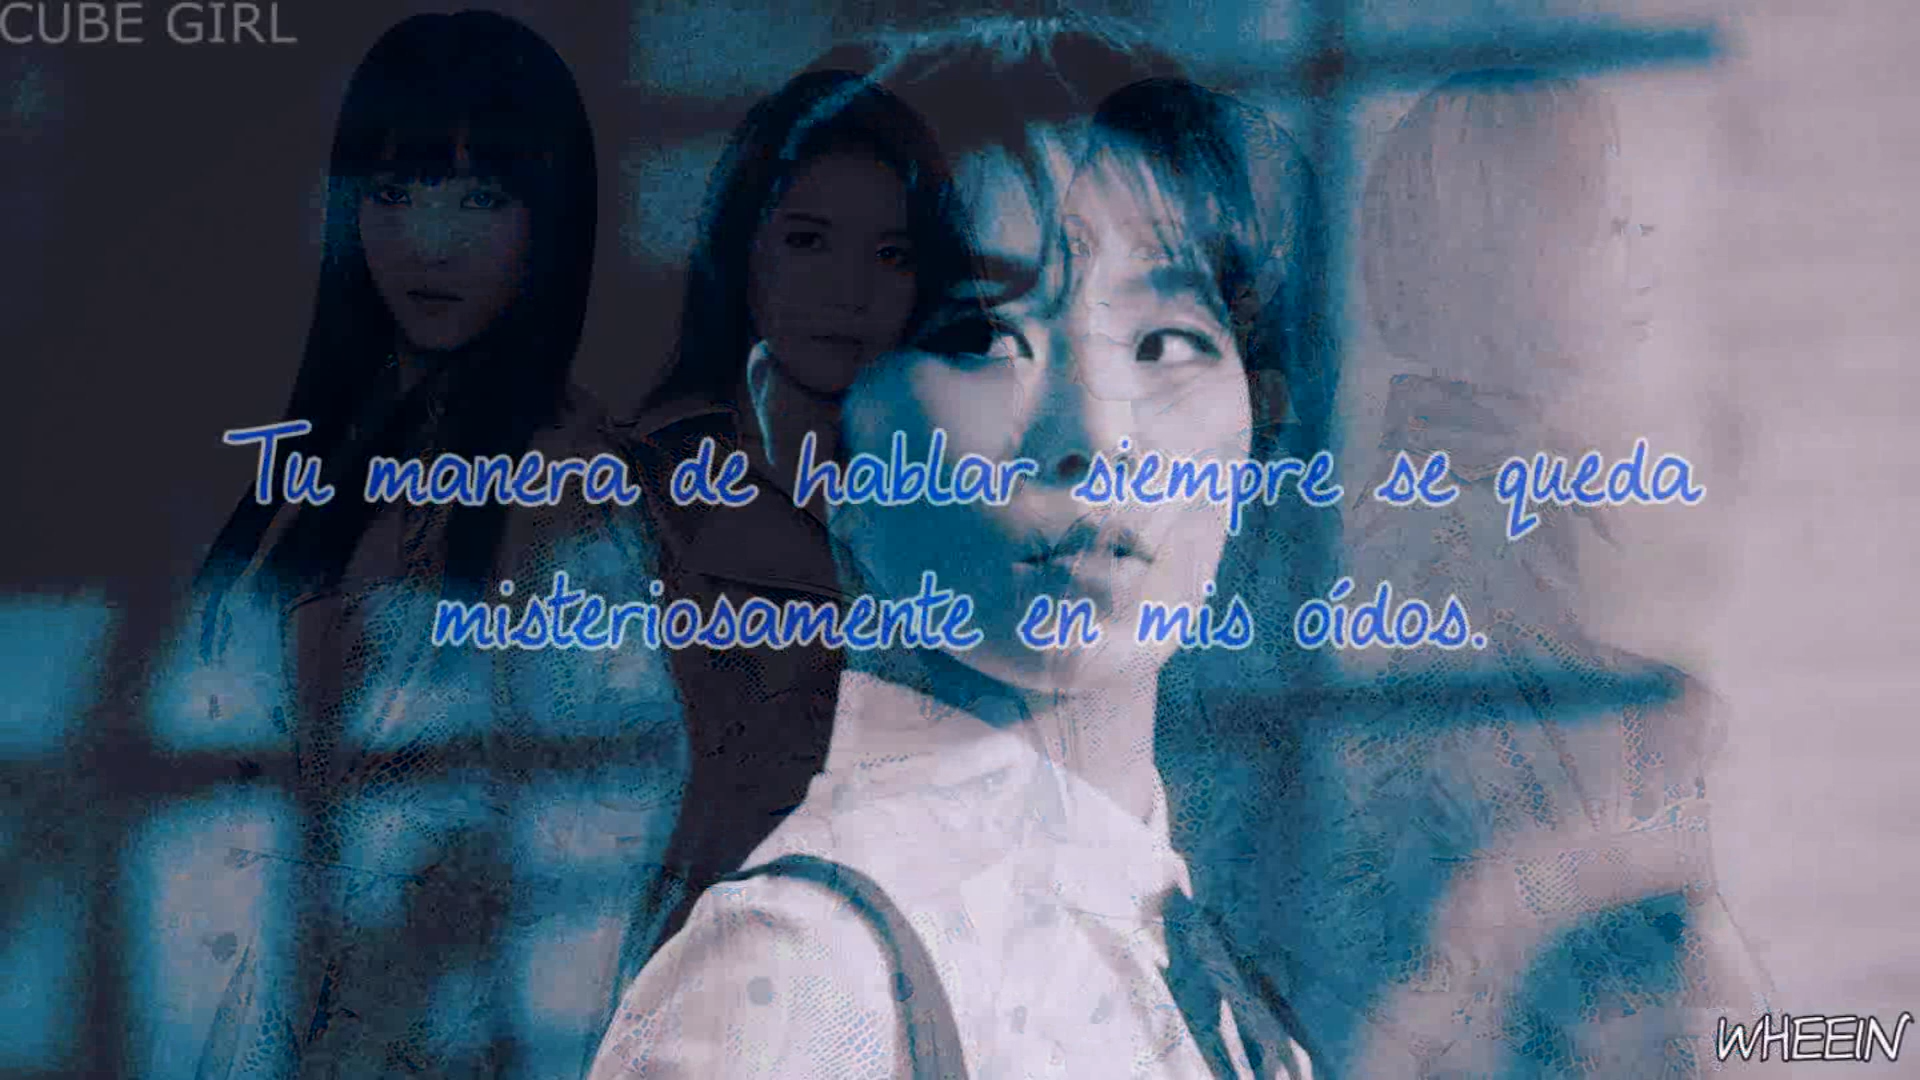 CUBE GIRL
Tu manera de hablar siempre se queda
misteriosamente en mis oídos.
WHEEIN